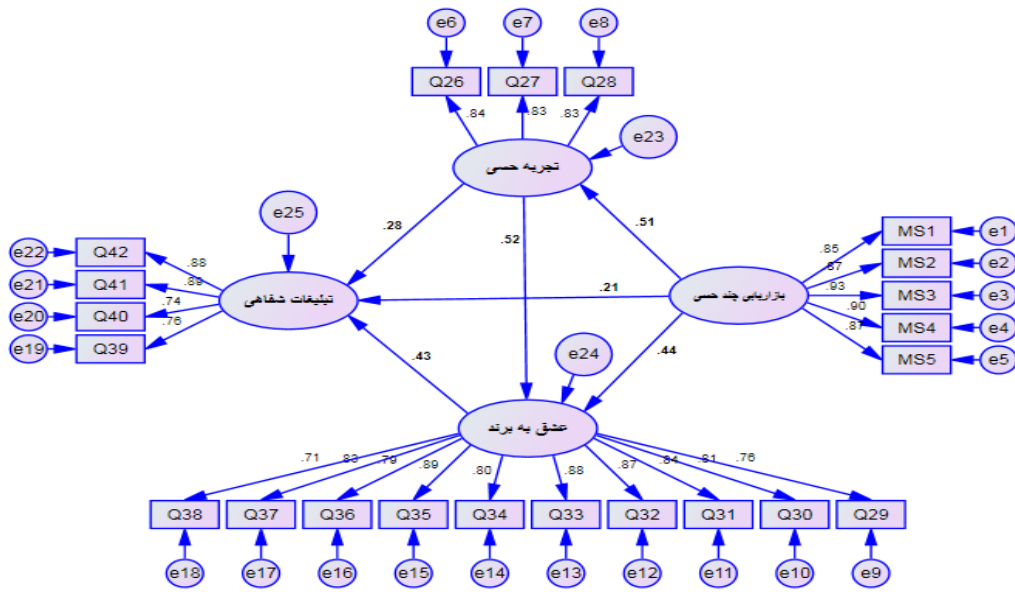 e6 e7 e8
Q26 Q27 Q28
.84 .83 .83
e23
تجربه حسی
e25
.28 .52 .51
e22 Q42 .88
e21 Q41 .89
e20 Q40 .74
e19 Q39 .76
تبلیغات شفاهی
.21
بازاریابی چند حسی
.85 MS1 e1
.87 MS2 e2
.93 MS3 e3
.90 MS4 e4
.87 MS5 e5
.43 e24 .44
عشق به برند
.71 .83 .79 .89 .80 .88 .87 .84 .81 .76
Q38 Q37 Q36 Q35 Q34 Q33 Q32 Q31 Q30 Q29
e18 e17 e16 e15 e14 e13 e12 e11 e10 e9